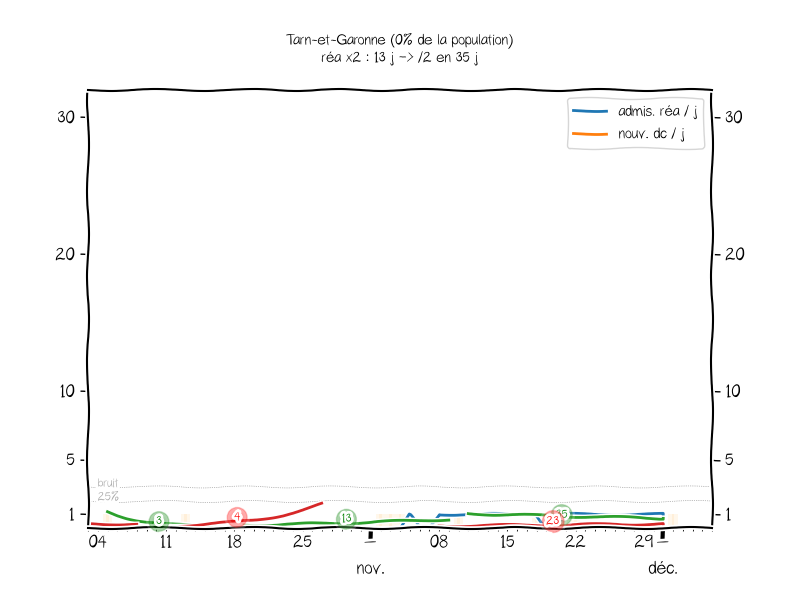 Tarn-et-Garonne (0% de la population)
réa x2 : 13 j -> /2 en 35 j
admis. réa / j
nouv. dc / j
30 30
20 20
10 10
5 5
bruit
25%
1 1
3 4 13 23 35
04 11 18 25 08 15 22 29
nov. déc.